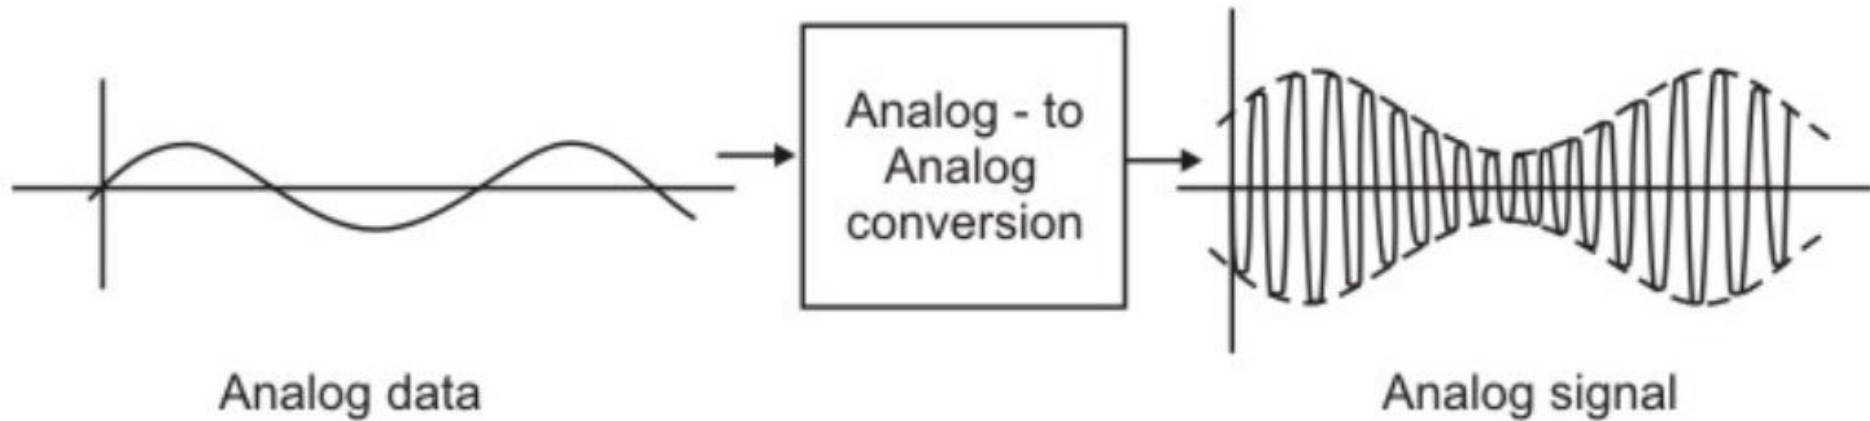 Analog - to
Analog
conversion
Analog data
Analog signal